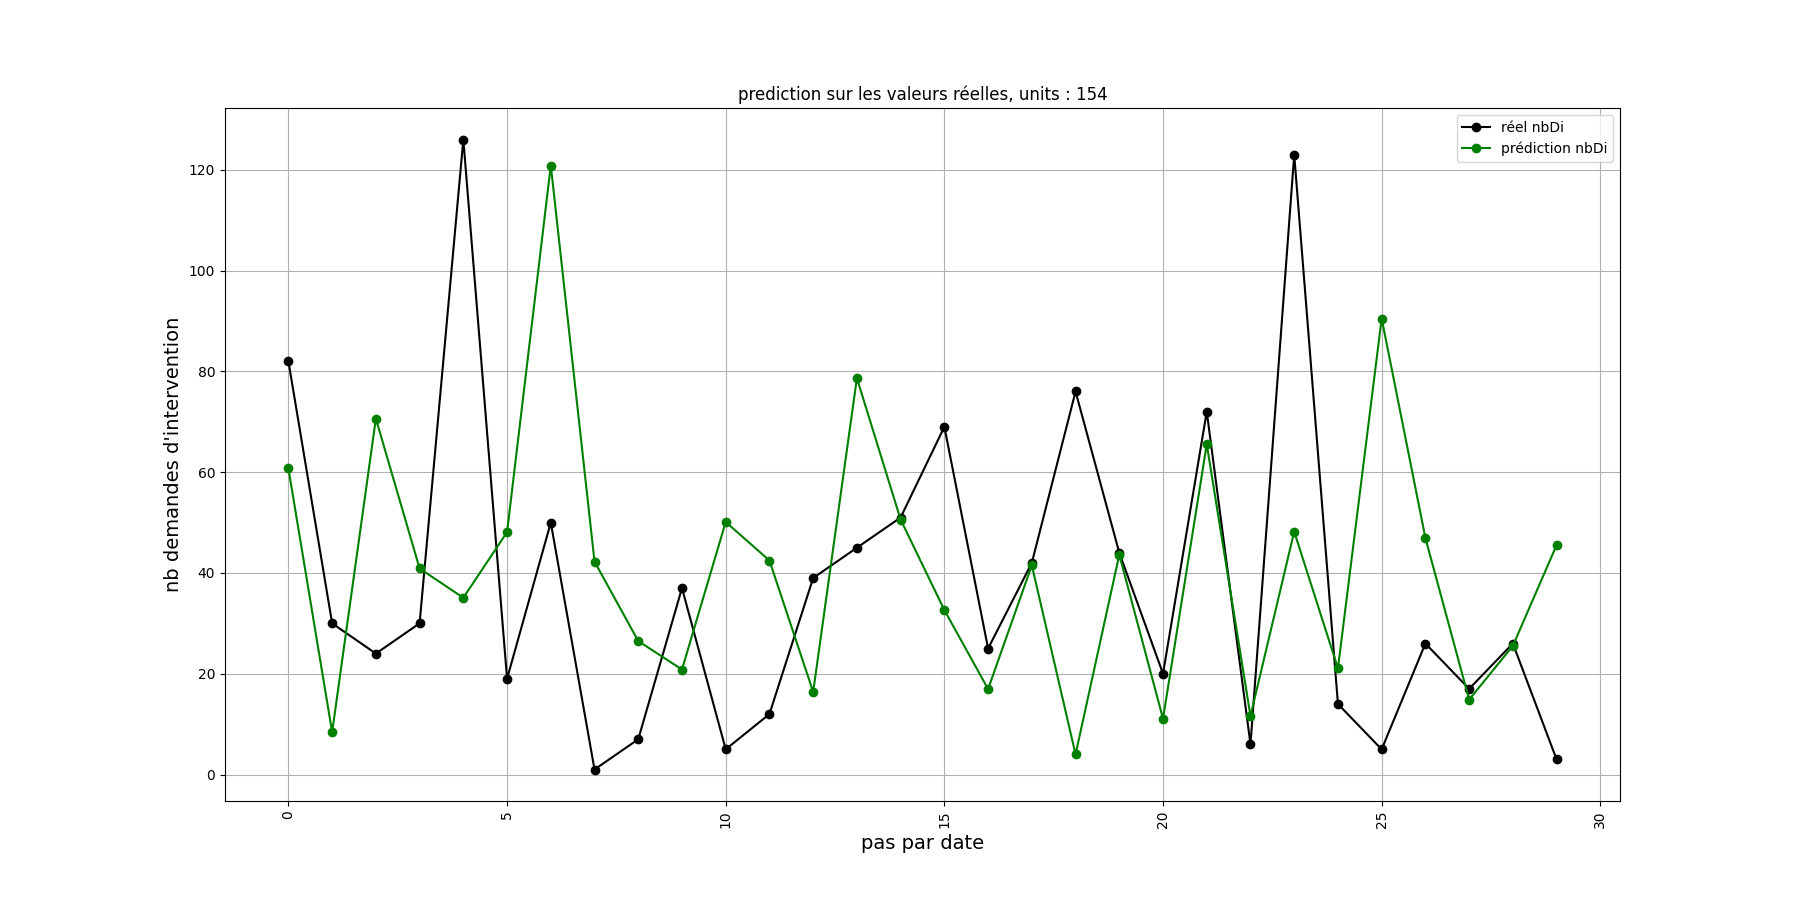 prediction sur les valeurs réelles, units : 154
réel nbDi
prédiction nbDi
nb demandes d'intervention
120
100
80
60
40
20
0
0 5 10 15 20 25 30
pas par date